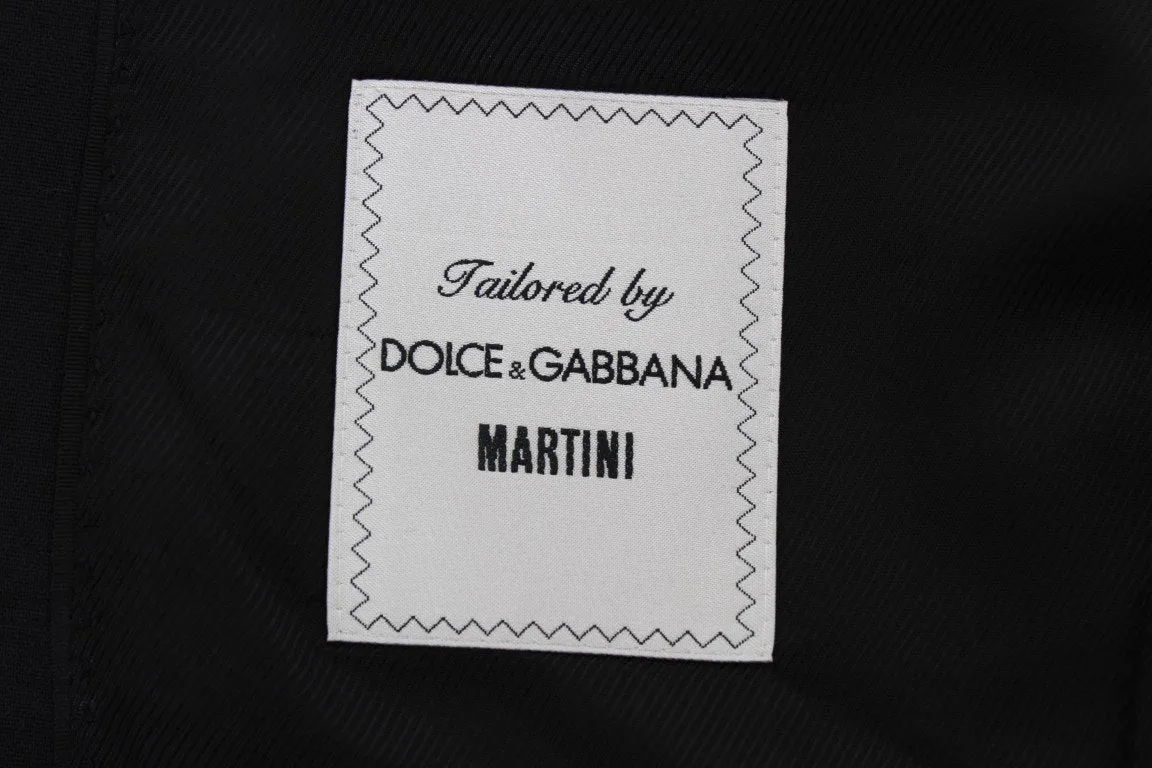 Tailored by
DOLCE & GABBANA
MARTINI